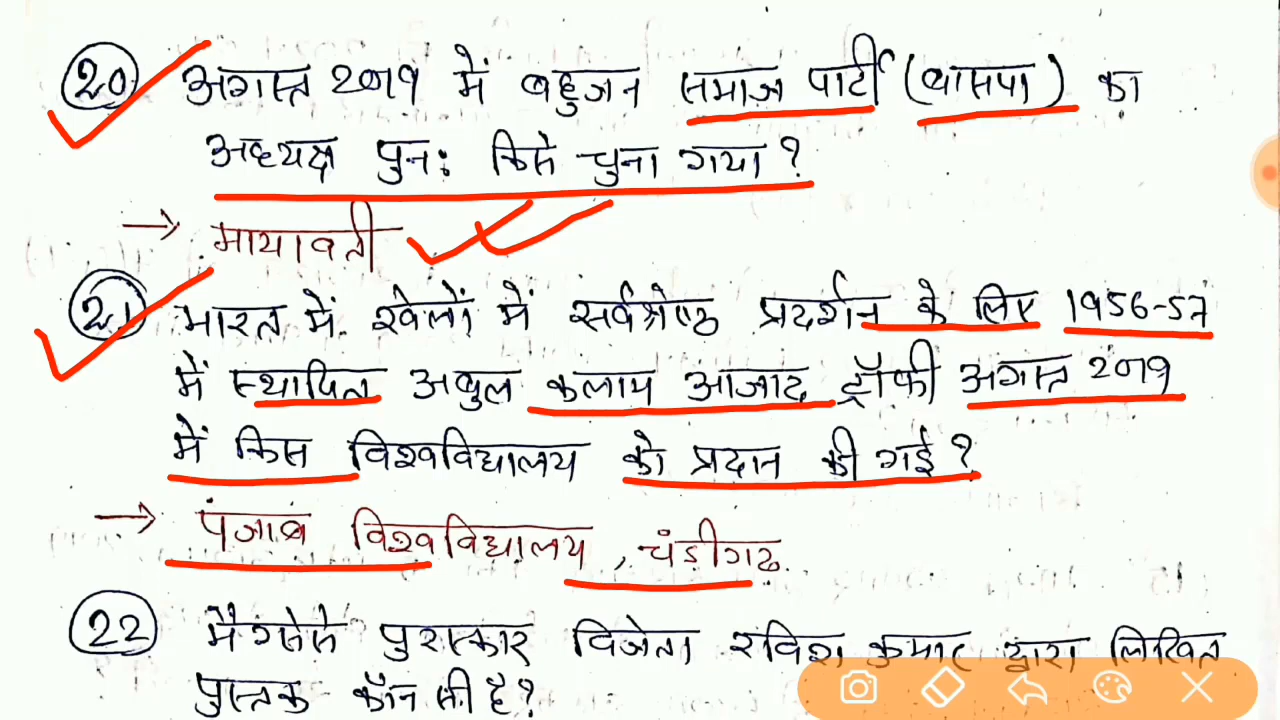 20 अगस्त 2019 में बहुजन समाज पार्टी (बासपा) का
अध्यक्ष पुनः किसे चुना गया ?
→ मायावती
21 भारत में खेलों में सर्वश्रेष्ठ प्रदर्शन के लिए 1956-57
में स्थापित अबुल कलाम आजाद ट्रॉफी अगस्त 2019
में किस विश्वविद्यालय को प्रदान की गई ?
→ पंजाब विश्वविद्यालय , चंडीगढ.
22 मैग्सेसे पुरस्कार विजेता रविश कुमार द्वारा लिखित
पुस्तक कौन सी है ?